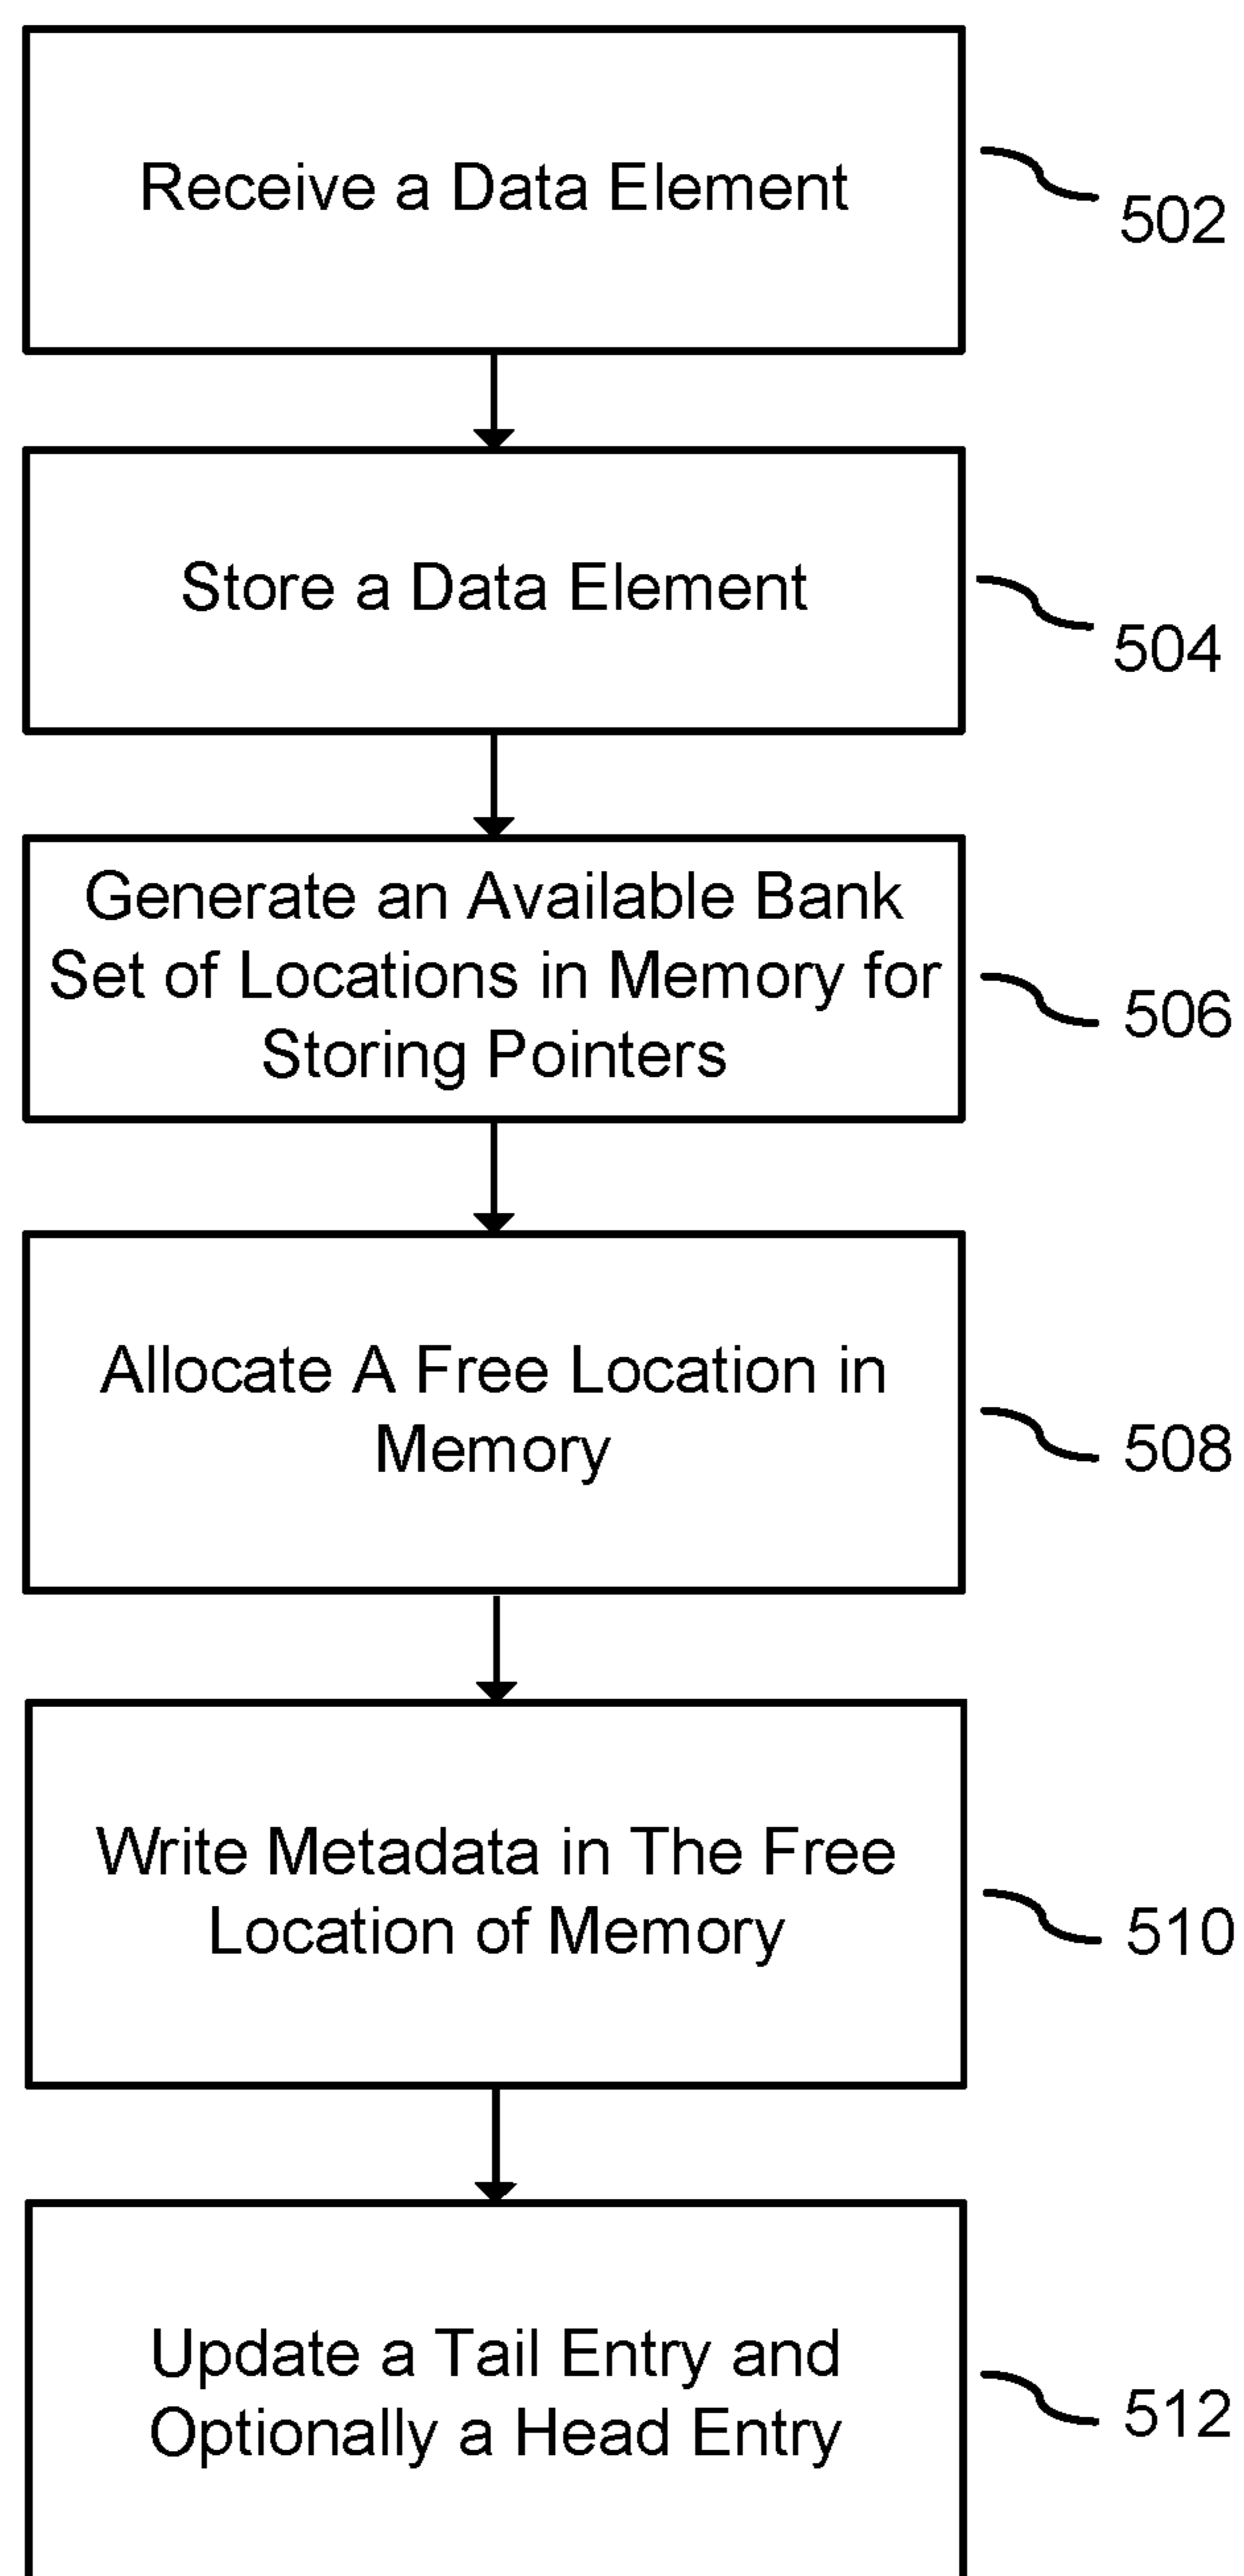 Receive a Data Element
502
Store a Data Element
504
Generate an Available Bank
Set of Locations in Memory for
Storing Pointers
506
Allocate A Free Location in
Memory
508
Write Metadata in The Free
Location of Memory
510
Update a Tail Entry and
Optionally a Head Entry
512